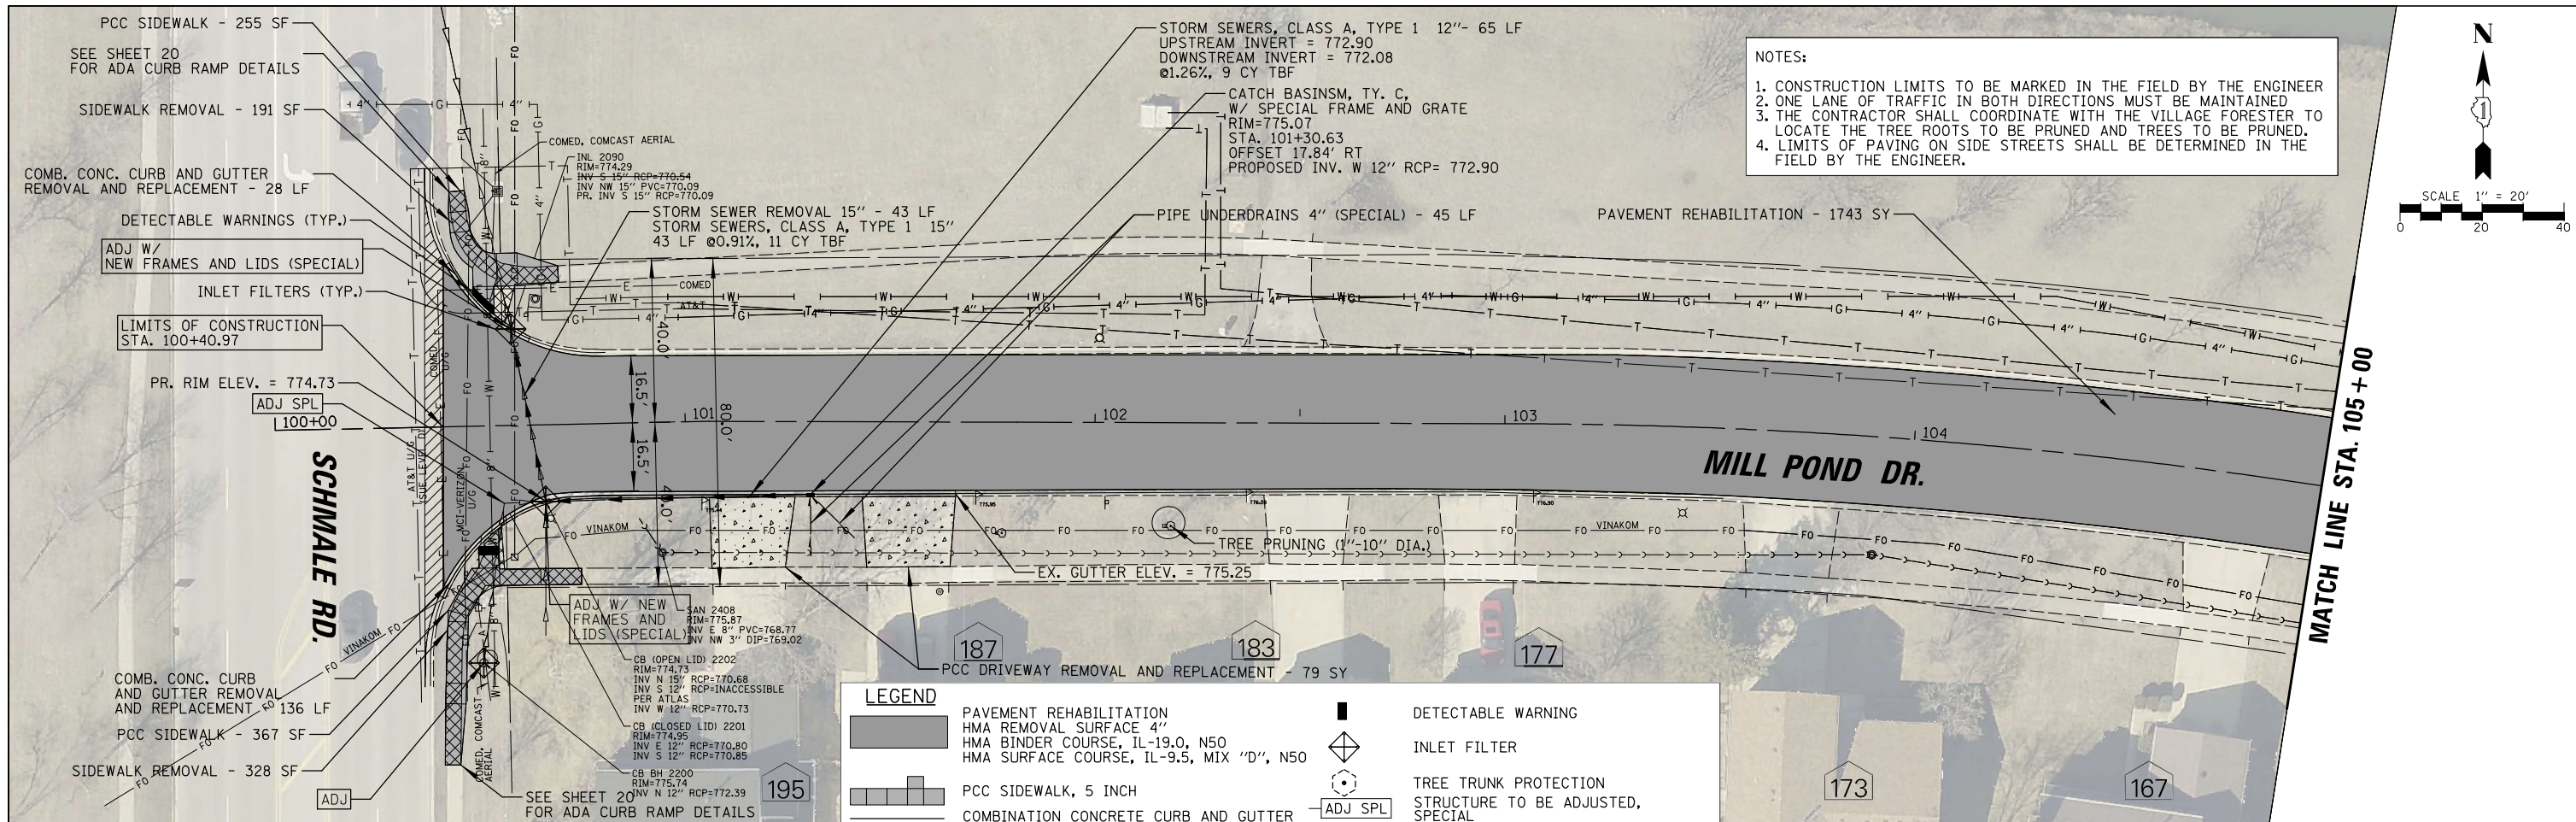 PCC SIDEWALK - 255 SF
SEE SHEET 20
FOR ADA CURB RAMP DETAILS
SIDEWALK REMOVAL - 191 SF
COMB. CONC. CURB AND GUTTER
REMOVAL AND REPLACEMENT - 28 LF
DETECTABLE WARNINGS (TYP.)
ADJ W/
NEW FRAMES AND LIDS (SPECIAL)
INLET FILTERS (TYP.)
LIMITS OF CONSTRUCTION
STA. 100+40.97
PR. RIM ELEV. = 774.73
ADJ SPL
100+00
SCHMALE RD.
COMB. CONC. CURB
AND GUTTER REMOVAL
AND REPLACEMENT - 136 LF
PCC SIDEWALK - 367 SF
SIDEWALK REMOVAL - 328 SF
ADJ
SEE SHEET 20
FOR ADA CURB RAMP DETAILS
COMED, COMCAST AERIAL
INL 2090
RIM=774.29
INV S 15" RCP=770.54
INV NW 15" PVC=770.09
PR. INV S 15" RCP=770.09
STORM SEWER REMOVAL 15" - 43 LF
STORM SEWERS, CLASS A, TYPE 1 15"
43 LF @0.91%, 11 CY TBF
STORM SEWERS, CLASS A, TYPE 1 12"- 65 LF
UPSTREAM INVERT = 772.90
DOWNSTREAM INVERT = 772.08
@1.26%, 9 CY TBF
CATCH BASINSM, TY. C,
W/ SPECIAL FRAME AND GRATE
RIM=775.07
STA. 101+30.63
OFFSET 17.84' RT
PROPOSED INV. W 12" RCP= 772.90
PIPE UNDERDRAINS 4" (SPECIAL) - 45 LF
PAVEMENT REHABILITATION - 1743 SY
NOTES:
1. CONSTRUCTION LIMITS TO BE MARKED IN THE FIELD BY THE ENGINEER
2. ONE LANE OF TRAFFIC IN BOTH DIRECTIONS MUST BE MAINTAINED
3. THE CONTRACTOR SHALL COORDINATE WITH THE VILLAGE FORESTER TO
LOCATE THE TREE ROOTS TO BE PRUNED AND TREES TO BE PRUNED.
4. LIMITS OF PAVING ON SIDE STREETS SHALL BE DETERMINED IN THE
FIELD BY THE ENGINEER.
N
1
SCALE 1" = 20'
0 20 40
COMED
AT&T
40.0'
16.5'
80.0'
16.5'
40.0'
101
102
103
104
MILL POND DR.
MATCH LINE STA. 105+00
COMED
U/G
AT&T U/G
MCI-VERIZON
U/G
VINAKOM
VINAKOM
VINAKOM
TREE PRUNING (1"-10" DIA.)
EX. GUTTER ELEV. = 775.25
ADJ W/ NEW
FRAMES AND
LIDS (SPECIAL)
SAN 2408
RIM=775.87
INV E 8" PVC=768.77
INV NW 3" DIP=769.02
CB (OPEN LID) 2202
RIM=774.73
INV N 15" RCP=770.68
INV S 12" RCP=INACCESSIBLE
PER ATLAS
INV W 12" RCP=770.73
CB (CLOSED LID) 2201
RIM=774.95
INV E 12" RCP=770.80
INV S 12" RCP=770.85
CB BH 2200
RIM=775.74
INV N 12" RCP=772.39
COMED, COMCAST
AERIAL
PCC DRIVEWAY REMOVAL AND REPLACEMENT - 79 SY
195
187
183
177
173
167
LEGEND
PAVEMENT REHABILITATION
HMA REMOVAL SURFACE 4"
HMA BINDER COURSE, IL-19.0, N50
HMA SURFACE COURSE, IL-9.5, MIX "D", N50
PCC SIDEWALK, 5 INCH
COMBINATION CONCRETE CURB AND GUTTER
DETECTABLE WARNING
INLET FILTER
TREE TRUNK PROTECTION
ADJ SPL
STRUCTURE TO BE ADJUSTED,
SPECIAL